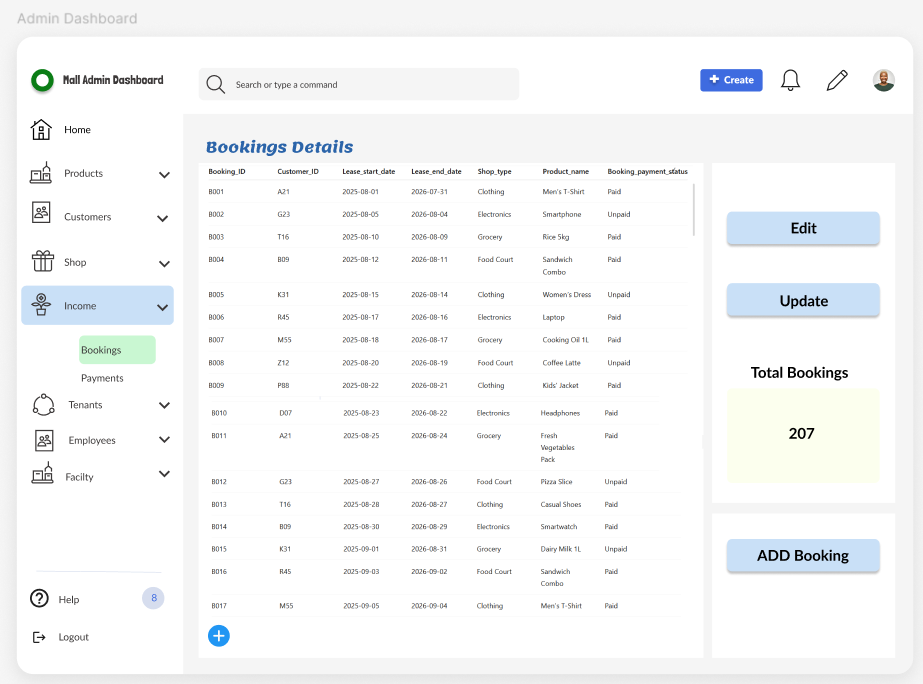 Admin Dashboard
Mall Admin Dashboard
Search or type a command
+ Create
Home
Products
Customers
Shop
Income
Bookings
Payments
Tenants
Employees
Facilty
Help 8
Logout
Bookings Details
Booking_ID Customer_ID Lease_start_date Lease_end_date Shop_type Product_name Booking_payment_sfatus
B001 A21 2025-08-01 2026-07-31 Clothing Men's T-Shirt Paid
B002 G23 2025-08-05 2026-08-04 Electronics Smartphone Unpaid
B003 T16 2025-08-10 2026-08-09 Grocery Rice 5kg Paid
B004 B09 2025-08-12 2026-08-11 Food Court Sandwich Paid
Combo
B005 K31 2025-08-15 2026-08-14 Clothing Women's Dress Unpaid
B006 R45 2025-08-17 2026-08-16 Electronics Laptop Paid
B007 M55 2025-08-18 2026-08-17 Grocery Cooking Oil 1L Paid
B008 Z12 2025-08-20 2026-08-19 Food Court Coffee Latte Unpaid
B009 P88 2025-08-22 2026-08-21 Clothing Kids' Jacket Paid
B010 D07 2025-08-23 2026-08-22 Electronics Headphones Paid
B011 A21 2025-08-25 2026-08-24 Grocery Fresh Paid
Vegetables
Pack
B012 G23 2025-08-27 2026-08-26 Food Court Pizza Slice Unpaid
B013 T16 2025-08-28 2026-08-27 Clothing Casual Shoes Paid
B014 B09 2025-08-30 2026-08-29 Electronics Smartwatch Paid
B015 K31 2025-09-01 2026-08-31 Grocery Dairy Milk 1L Unpaid
B016 R45 2025-09-03 2026-09-02 Food Court Sandwich Paid
Combo
B017 M55 2025-09-05 2026-09-04 Clothing Men's T-Shirt Paid
Edit
Update
Total Bookings
207
ADD Booking